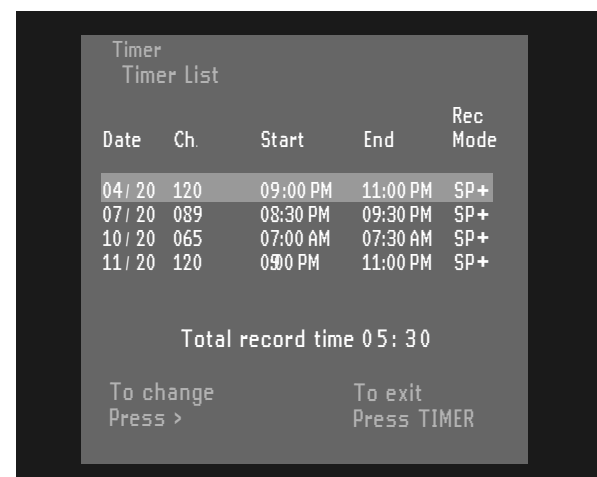 Timer
Timer List
Rec
Date Ch. Start End Mode
04/20 120 09:00 PM 11:00 PM SP+
07/20 089 08:30 PM 09:30 PM SP+
10/20 065 07:00 AM 07:30 AM SP+
11/20 120 11:00 PM SP+
Total record time 05:30
To change To exit
Press > Press TIMER